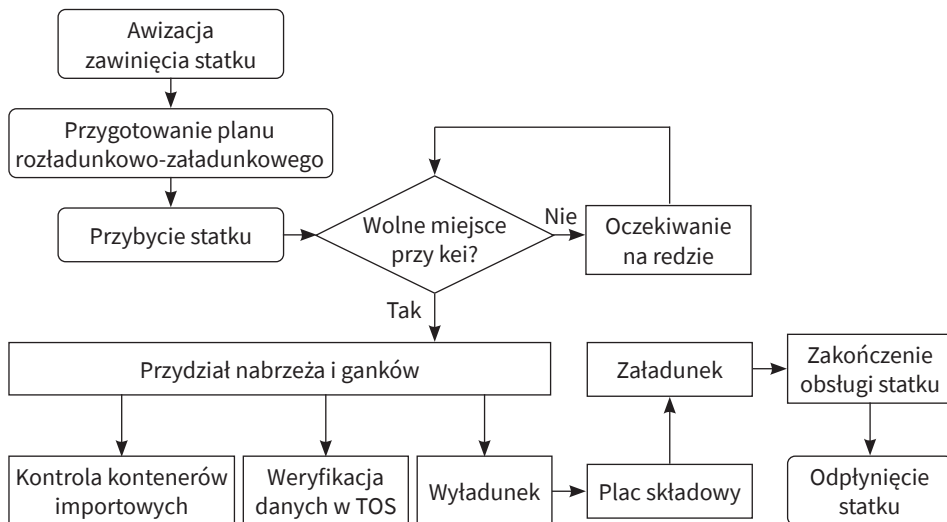 Awizacja
zawinięcia statku
Przygotowanie planu
rozładunkowo-załadunkowego
Przybycie statku
Wolne miejsce
przy kei?
Nie
Oczekiwanie
na redzie
Tak
Przydział nabrzeża i ganków
Załadunek
Zakończenie
obsługi statku
Kontrola kontenerów
importowych
Weryfikacja
danych w TOS
Wyładunek
Plac składowy
Odpłynięcie
statku